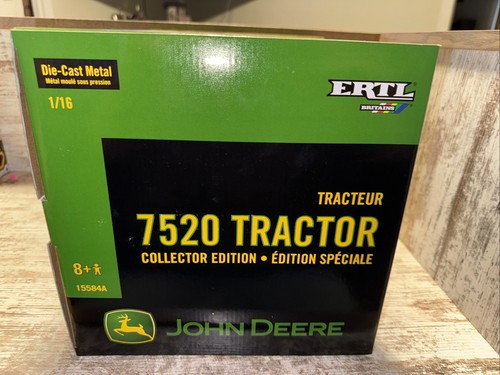 Die-Cast Metal
Métal moulé sous pression
1/16
ERTL
BRITAINS
TRACTEUR
7520 TRACTOR
COLLECTOR EDITION • ÉDITION SPÉCIALE
8+
15584A
JOHN DEERE